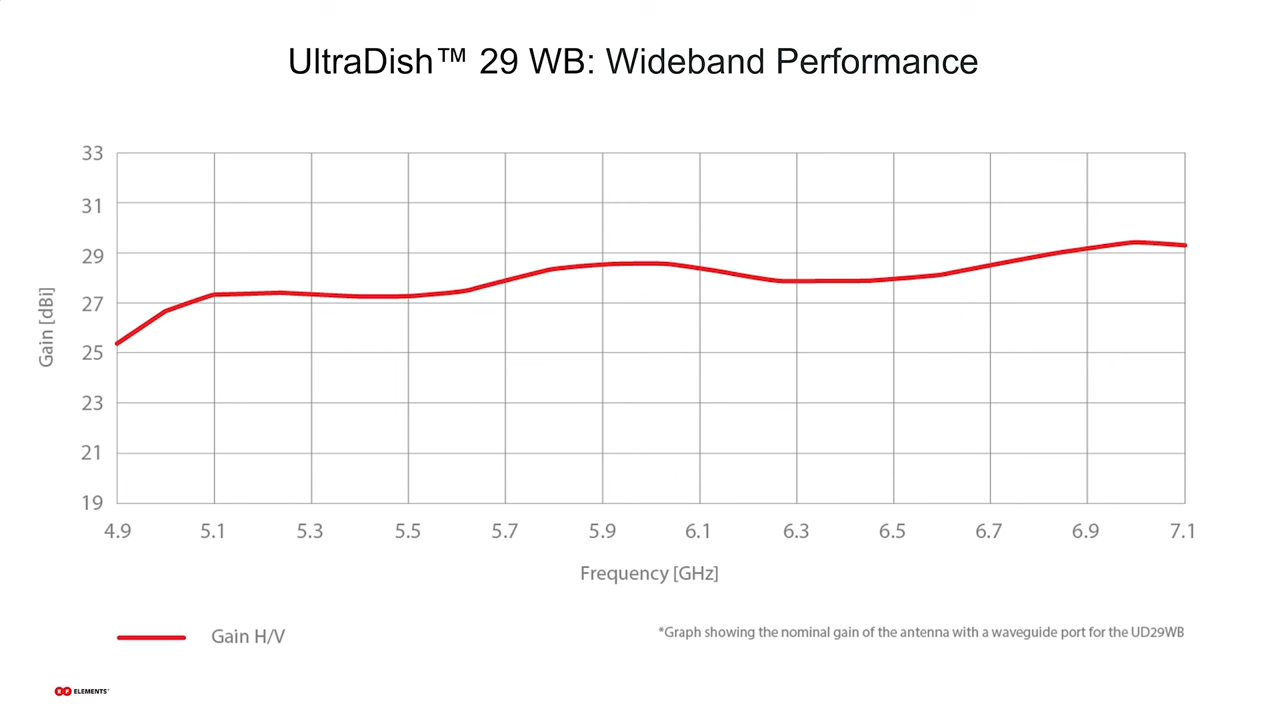 UltraDish™ 29 WB: Wideband Performance
33
31
29
27
25
23
21
19
Gain [dBi]
4.9 5.1 5.3 5.5 5.7 5.9 6.1 6.3 6.5 6.7 6.9 7.1
Frequency [GHz]
Gain H/V
*Graph showing the nominal gain of the antenna with a waveguide port for the UD29WB
ELEMENTS